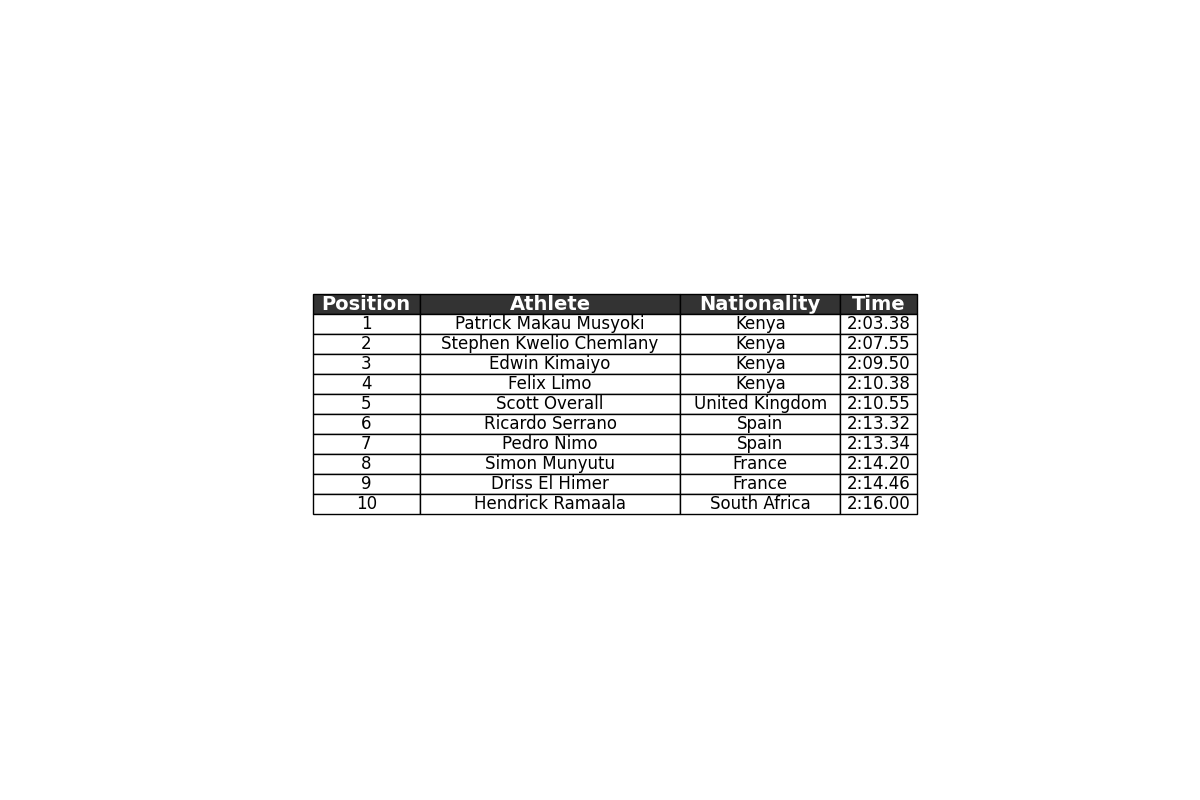 Position Athlete Nationality Time
1 Patrick Makau Musyoki Kenya 2:03.38
2 Stephen Kwelio Chemlany Kenya 2:07.55
3 Edwin Kimaiyo Kenya 2:09.50
4 Felix Limo Kenya 2:10.38
5 Scott Overall United Kingdom 2:10.55
6 Ricardo Serrano Spain 2:13.32
7 Pedro Nimo Spain 2:13.34
8 Simon Munyutu France 2:14.20
9 Driss El Himer France 2:14.46
10 Hendrick Ramaala South Africa 2:16.00